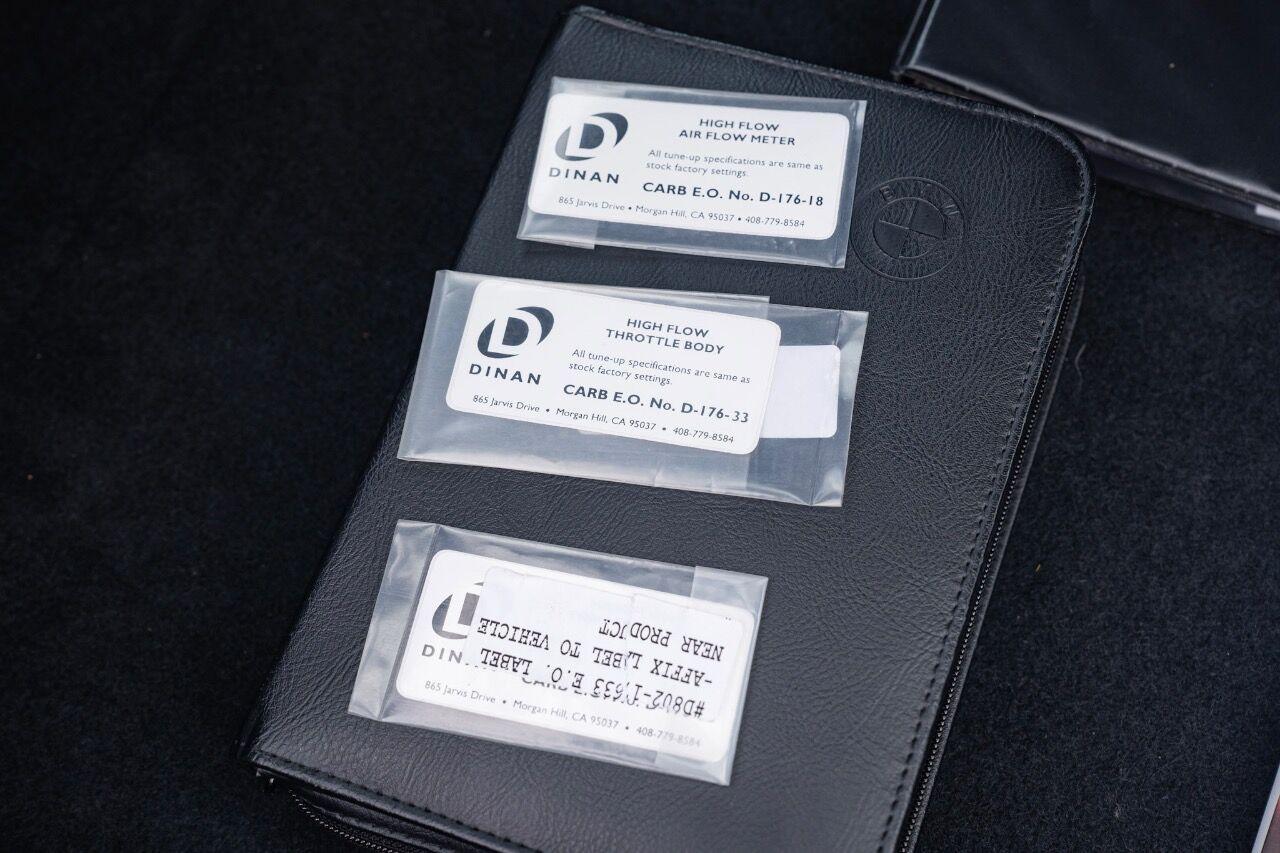 DINAN
HIGH FLOW
AIR FLOW METER
All tune-up specifications are same as
stock factory settings.
CARB E.O. No. D-176-18
865 Jarvis Drive • Morgan Hill, CA 95037 • 408-779-8584
BMW
DINAN
HIGH FLOW
THROTTLE BODY
All tune-up specifications are same as
stock factory settings.
CARB E.O. No. D-176-33
865 Jarvis Drive • Morgan Hill, CA 95037 • 408-779-8584
DIN
E.O. LABEL
-AFFIX LABEL TO VEHICLE
NEAR PRODUCT
865 Jarvis Drive • Morgan Hill, CA 95037 • 408-779-8584